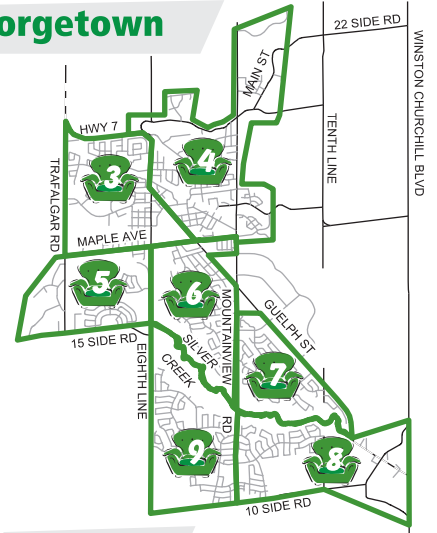 orgetown
22 SIDE RD
MAIN ST
WINSTON CHURCHILL BLVD
HWY 7
TENTH LINE
4
3
TRAFALGAR RD
MAPLE AVE
5
6
MOUNTAINVIEW RD
GUELPH ST
15 SIDE RD
SILVER CREEK
EIGHTH LINE
7
9
8
10 SIDE RD